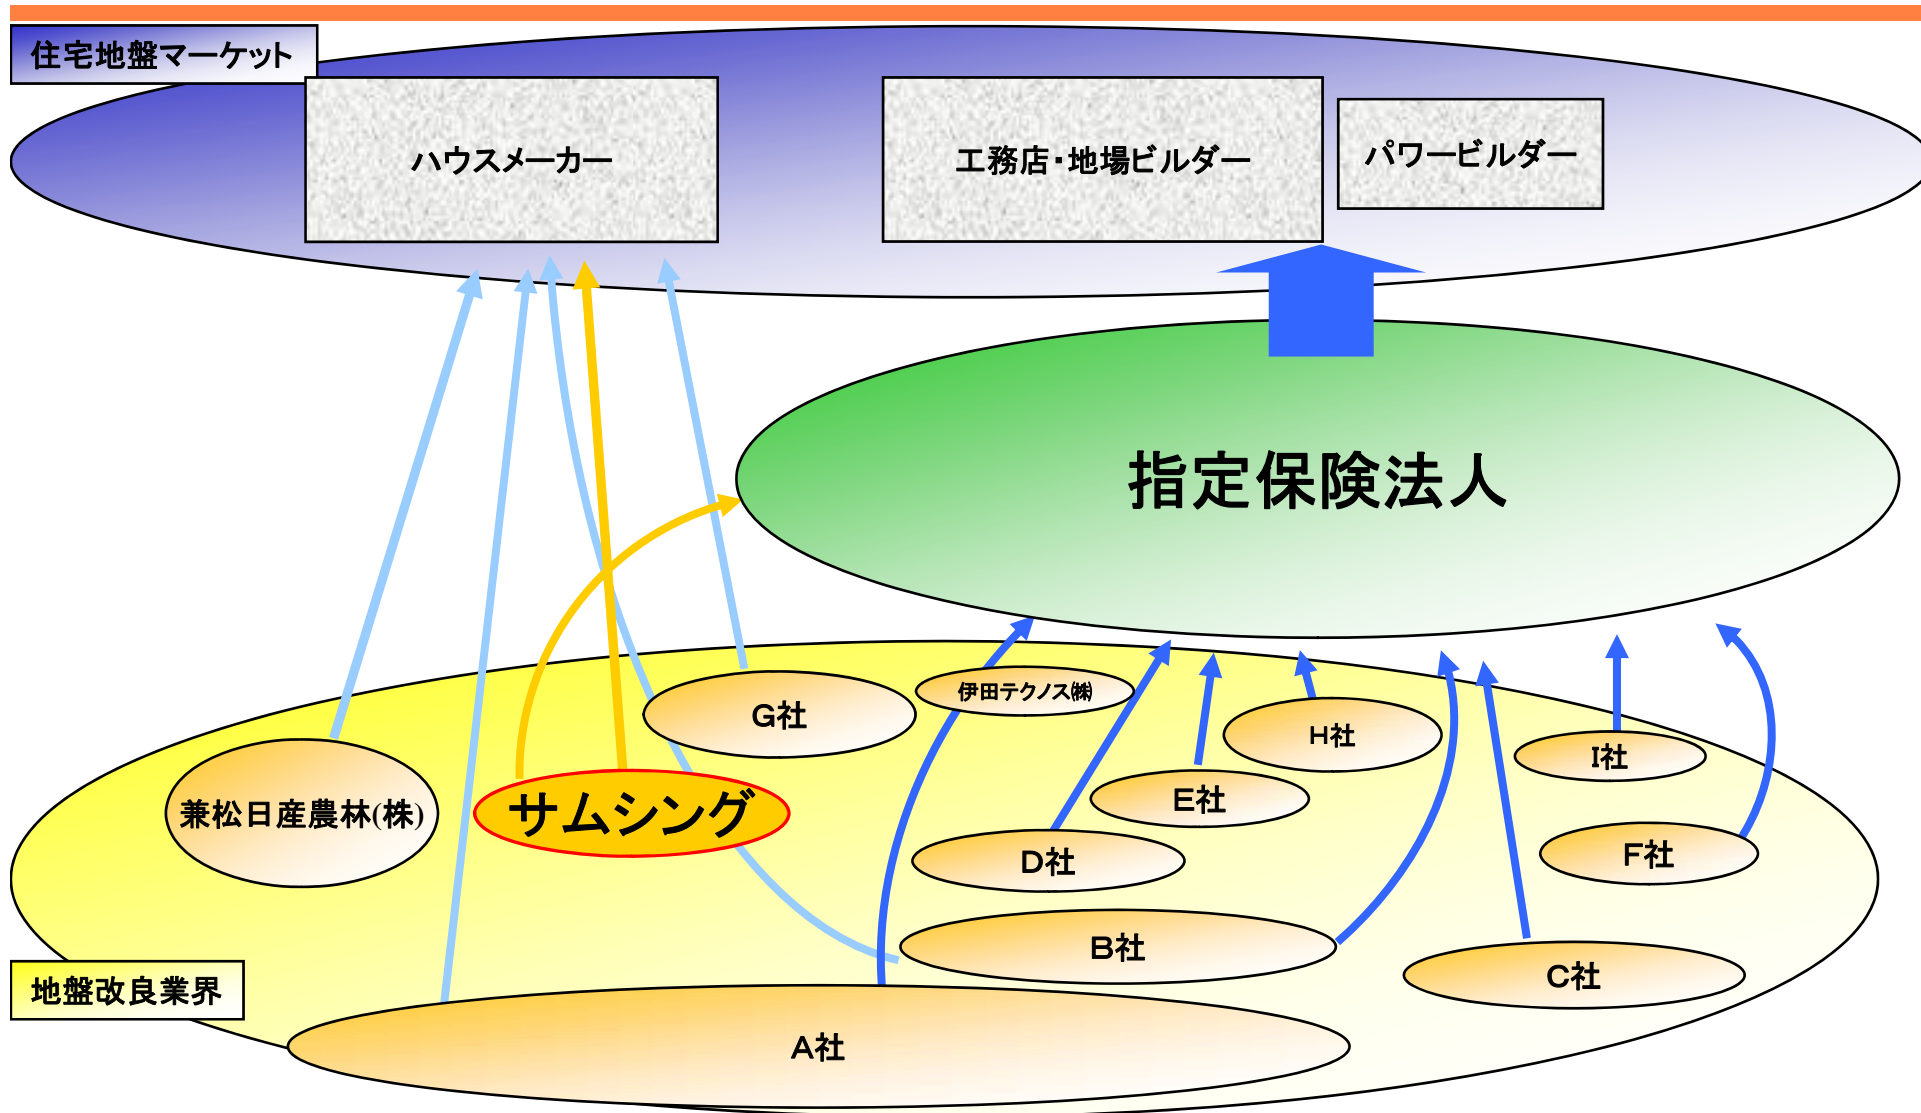 住宅地盤マーケット
ハウスメーカー
工務店・地場ビルダー
パワービルダー
指定保険法人
伊田テクノス㈱
G社
H社
I社
兼松日産農林(株)
サムシング
E社
D社
F社
B社
C社
地盤改良業界
A社